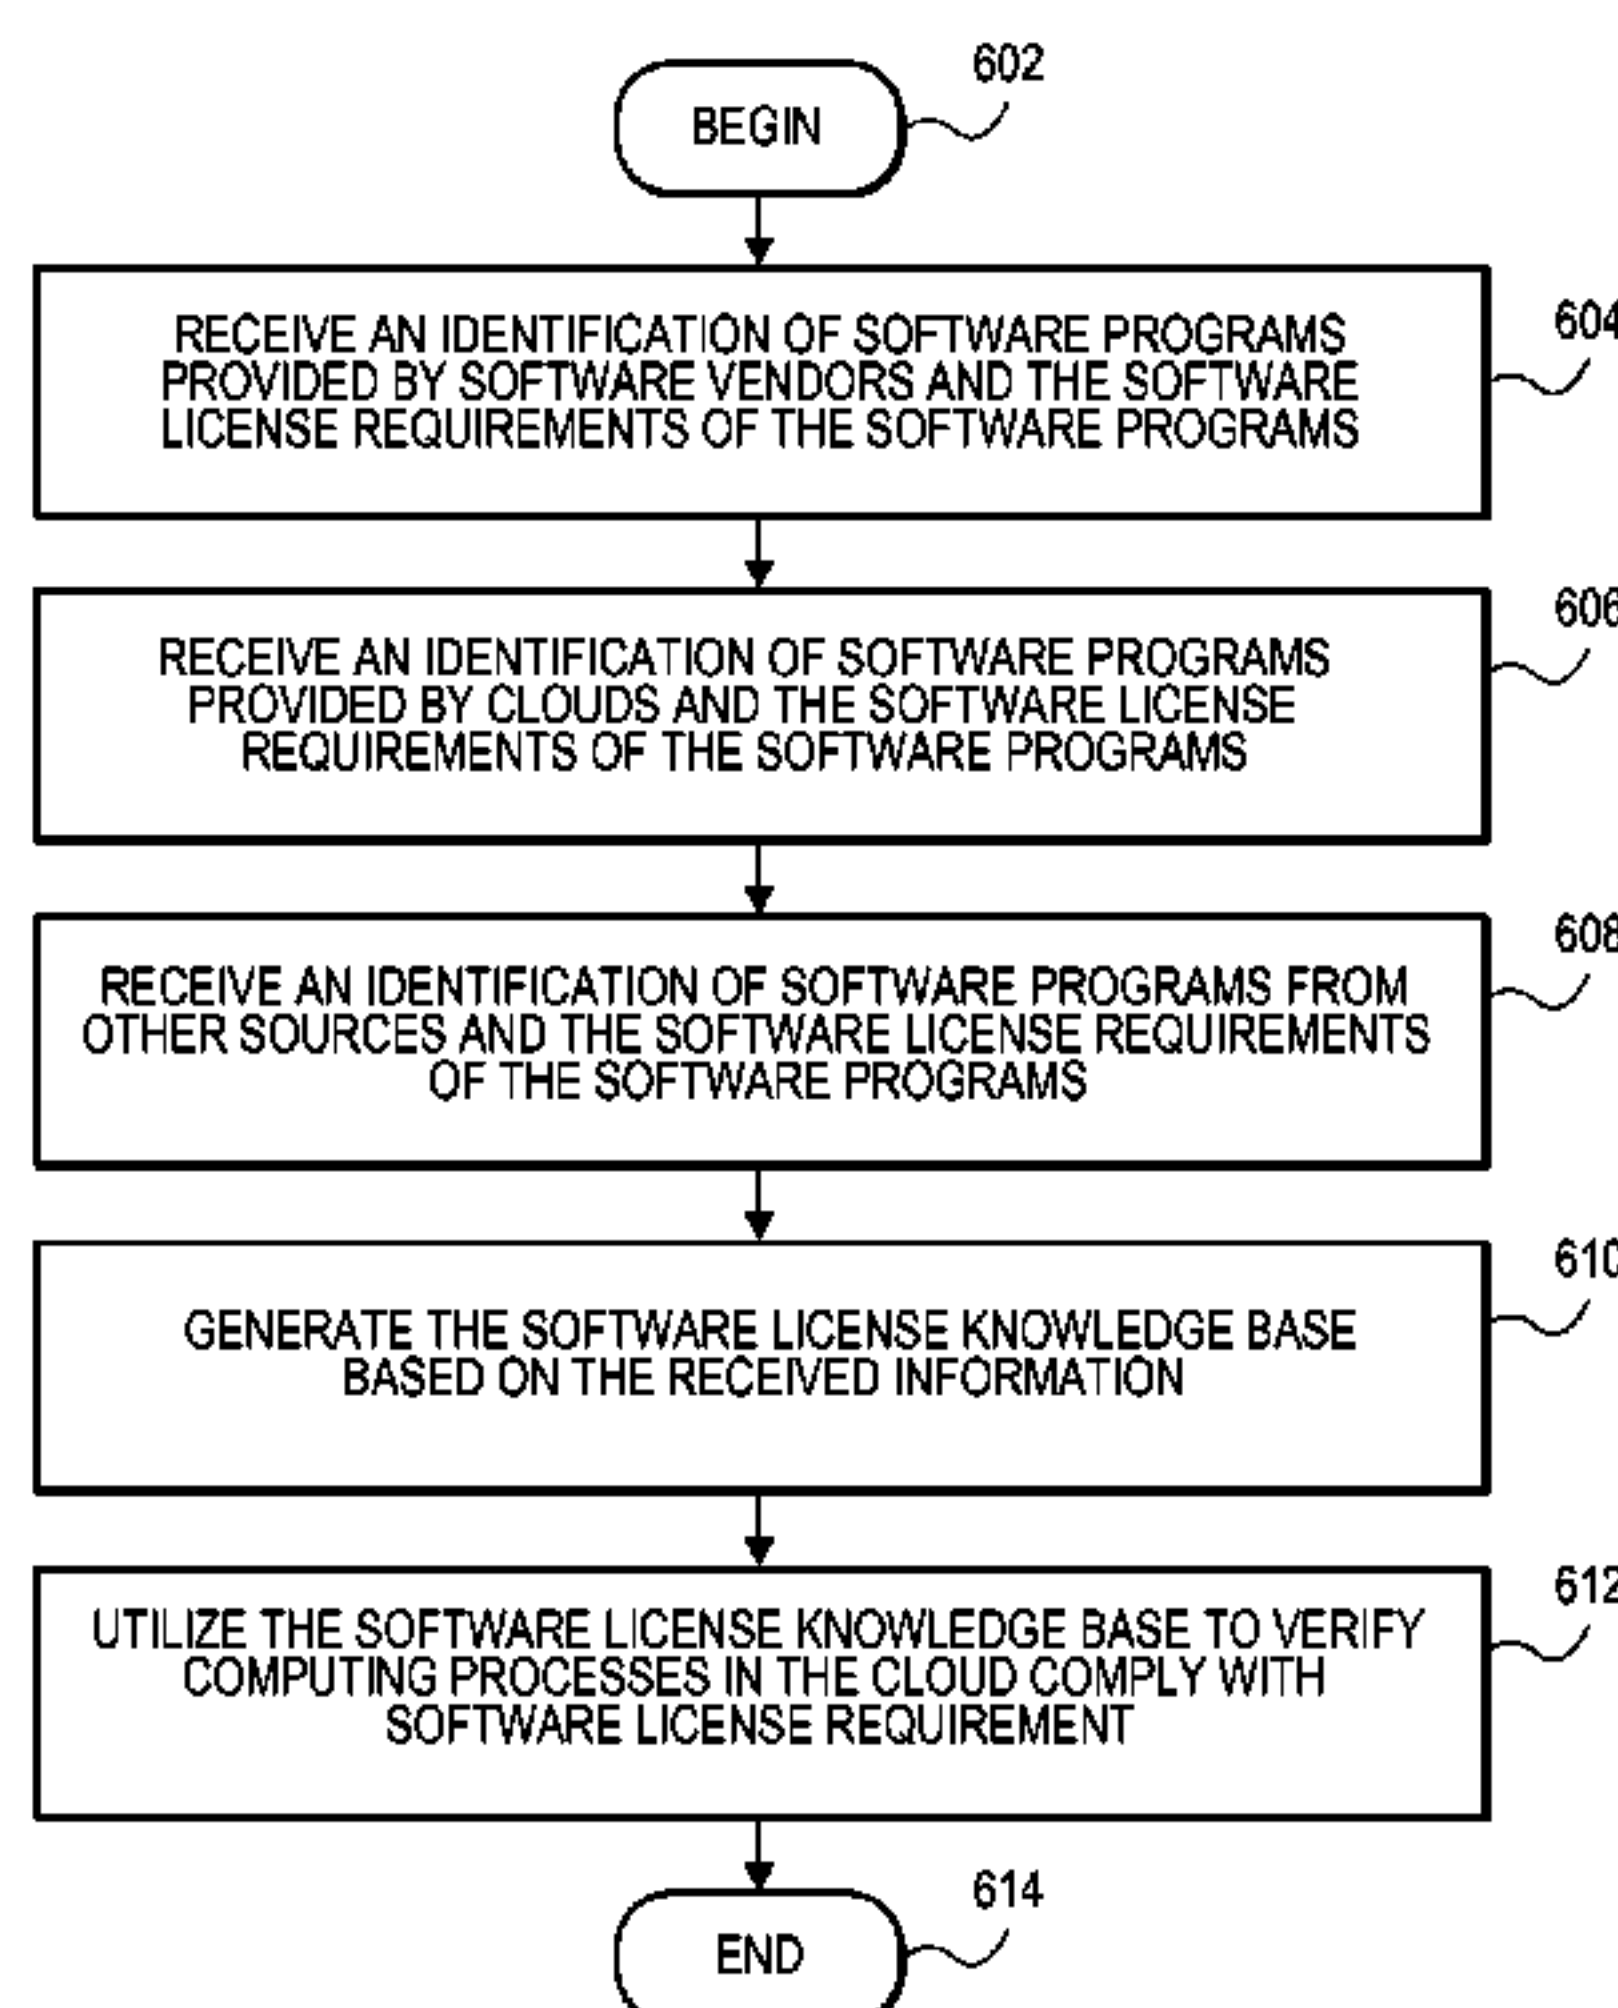 602
BEGIN
RECEIVE AN IDENTIFICATION OF SOFTWARE PROGRAMS
PROVIDED BY SOFTWARE VENDORS AND THE SOFTWARE
LICENSE REQUIREMENTS OF THE SOFTWARE PROGRAMS
604
RECEIVE AN IDENTIFICATION OF SOFTWARE PROGRAMS
PROVIDED BY CLOUDS AND THE SOFTWARE LICENSE
REQUIREMENTS OF THE SOFTWARE PROGRAMS
606
RECEIVE AN IDENTIFICATION OF SOFTWARE PROGRAMS FROM
OTHER SOURCES AND THE SOFTWARE LICENSE REQUIREMENTS
OF THE SOFTWARE PROGRAMS
608
GENERATE THE SOFTWARE LICENSE KNOWLEDGE BASE
BASED ON THE RECEIVED INFORMATION
610
UTILIZE THE SOFTWARE LICENSE KNOWLEDGE BASE TO VERIFY
COMPUTING PROCESSES IN THE CLOUD COMPLY WITH
SOFTWARE LICENSE REQUIREMENT
612
614
END